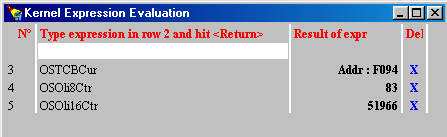 Kernel Expression Evaluation
N° Type expression in row 2 and hit <Return> Result of expr Del
3 OSTCBCur Addr : F094 X
4 OSOli8Ctr 83 X
5 OSOli16Ctr 51966 X